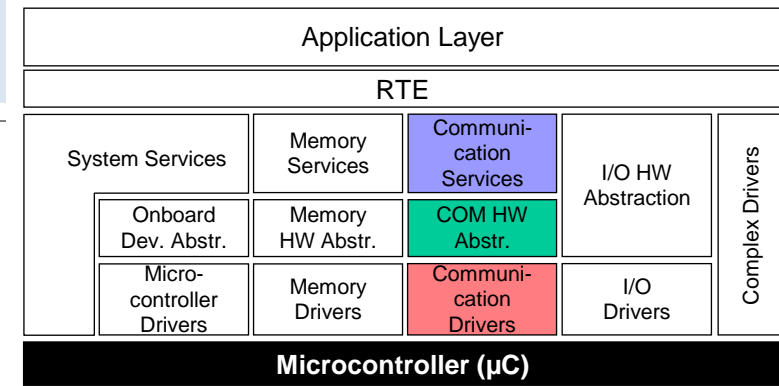 Application Layer
RTE
System Services
Memory
Services
Communi-
cation
Services
I/O HW
Abstraction
Complex Drivers
Onboard
Dev. Abstr.
Memory
HW Abstr.
COM HW
Abstr.
Micro-
controller
Drivers
Memory
Drivers
Communi-
cation
Drivers
I/O
Drivers
Microcontroller (µC)